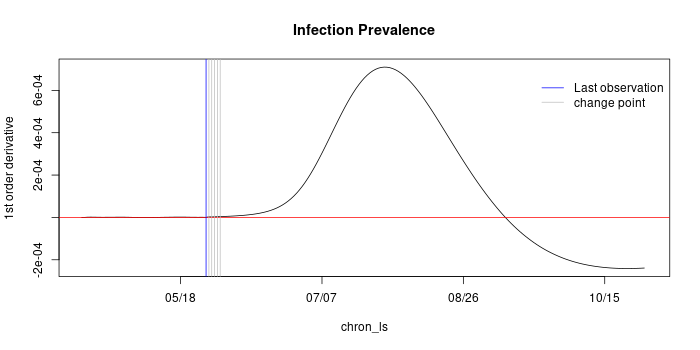 Infection Prevalence
1st order derivative
6e-04
4e-04
2e-04
-2e-04
Last observation
change point
05/18
07/07
08/26
10/15
chron_ls